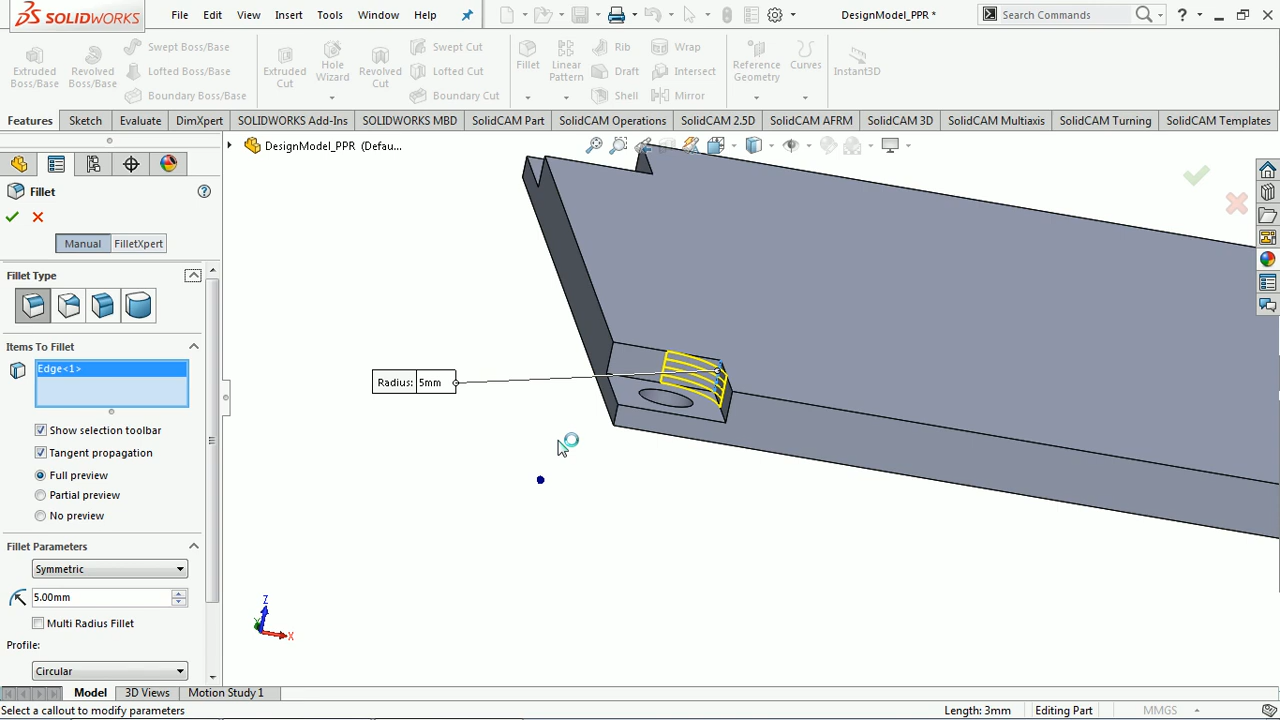 SOLIDWORKS File Edit View Insert Tools Window Help DesignModel_PPR * Search Commands ?
Extruded Boss/Base
Revolved Boss/Base
Swept Boss/Base
Lofted Boss/Base
Boundary Boss/Base
Extruded Cut
Hole Wizard
Revolved Cut
Swept Cut
Lofted Cut
Boundary Cut
Fillet
Linear Pattern
Rib
Draft
Shell
Wrap
Intersect
Mirror
Reference Geometry
Curves
Instant3D
Features Sketch Evaluate DimXpert SOLIDWORKS Add-Ins SOLIDWORKS MBD SolidCAM Part SolidCAM Operations SolidCAM 2.5D SolidCAM AFRM SolidCAM 3D SolidCAM Multiaxis SolidCAM Turning SolidCAM Templates
DesignModel_PPR (Defau...
Fillet ?
Manual FilletXpert
Fillet Type
Items To Fillet
Edge<1>
Show selection toolbar
Tangent propagation
Full preview
Partial preview
No preview
Fillet Parameters
Symmetric
5.00mm
Multi Radius Fillet
Profile:
Circular
Radius: 5mm
Z
Y
X
Model 3D Views Motion Study 1
Select a callout to modify parameters Length: 3mm Editing Part MMGS